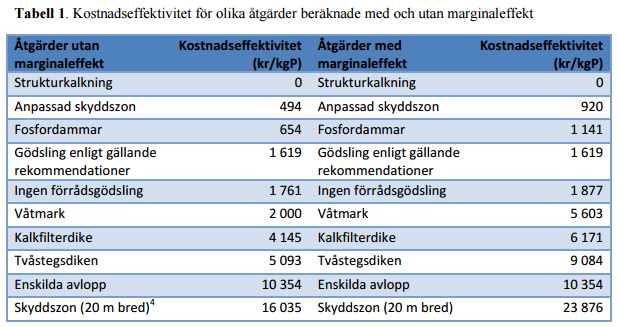 Tabell 1. Kostnadseffektivitet för olika åtgärder beräknade med och utan marginaleffekt
Åtgärder utan marginaleffekt Kostnadseffektivitet (kr/kgP) Åtgärder med marginaleffekt Kostnadseffektivitet (kr/kgP)
Strukturkalkning 0 Strukturkalkning 0
Anpassad skyddszon 494 Anpassad skyddszon 920
Fosfordammar 654 Fosfordammar 1 141
Gödsling enligt gällande rekommendationer 1 619 Gödsling enligt gällande rekommendationer 1 619
Ingen förrådsgödsling 1 761 Ingen förrådsgödsling 1 877
Våtmark 2 000 Våtmark 5 603
Kalkfilterdike 4 145 Kalkfilterdike 6 171
Tvåstegsdiken 5 093 Tvåstegsdiken 9 084
Enskilda avlopp 10 354 Enskilda avlopp 10 354
Skyddszon (20 m bred)⁴ 16 035 Skyddszon (20 m bred) 23 876